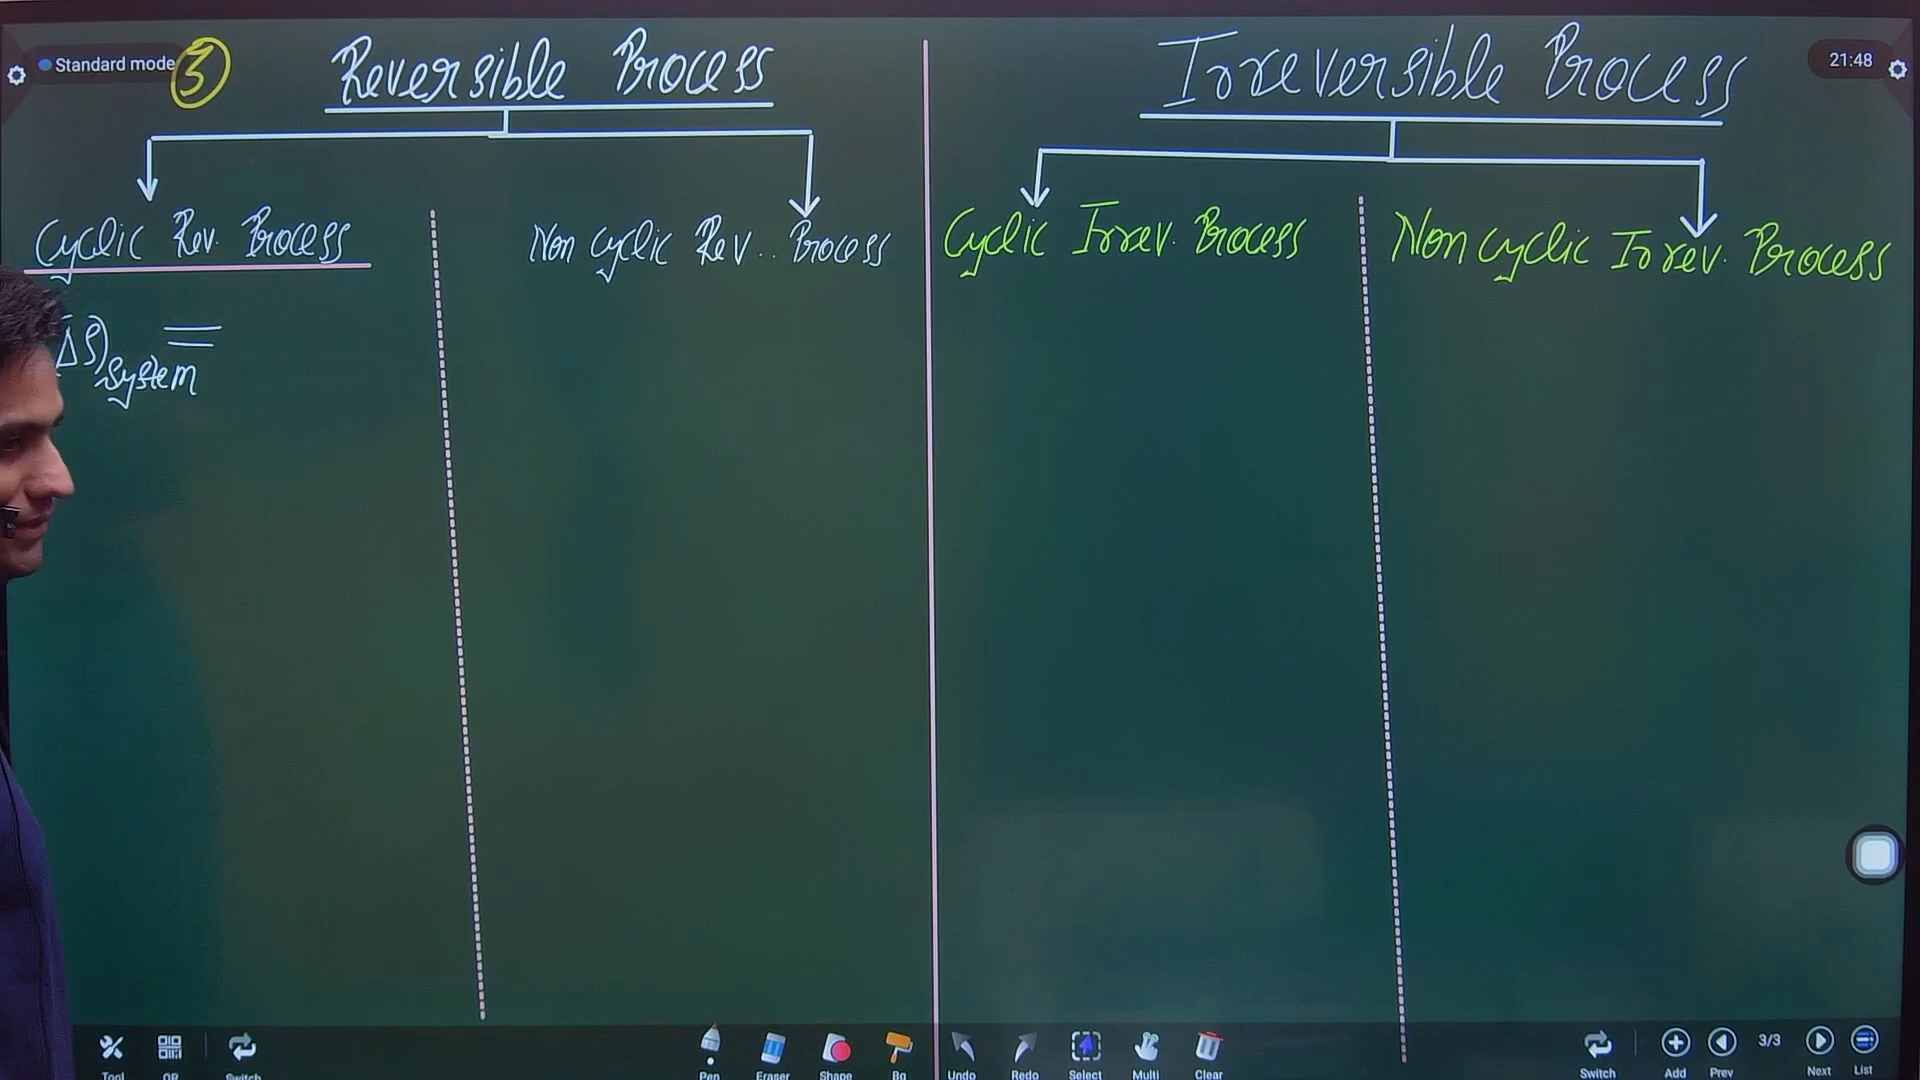 Standard mode
3
Reversible Process
Irreversible Process
21:48
Cyclic Rev. Process
Non cyclic Rev.. Process
Cyclic Irrev. Process
Non cyclic Irrev. Process
ΔS)system =
Tool
QR
Switch
Pen
Eraser
Shape
Bg
Undo
Redo
Select
Multi
Clear
Switch
Add
Prev
3/3
Next
List